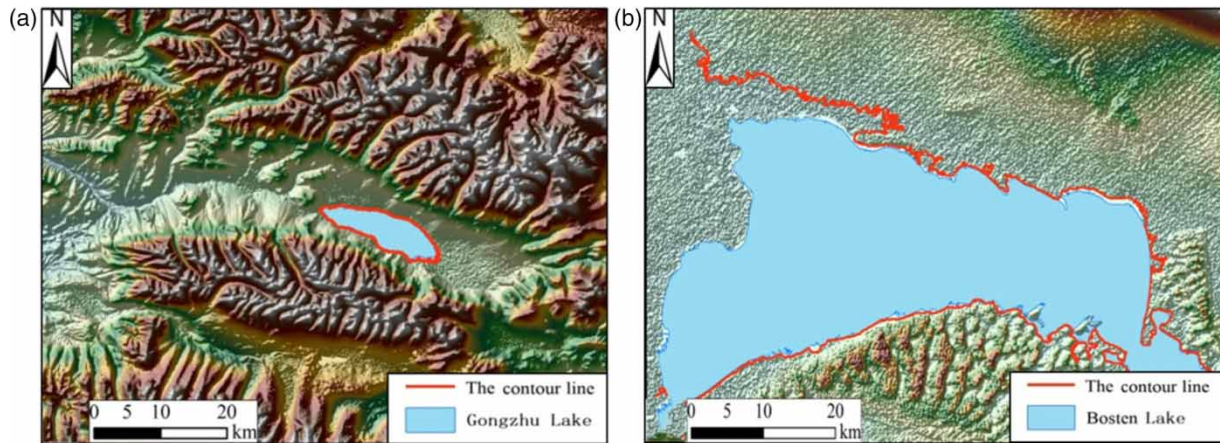 (a)
N
The contour line
Gongzhu Lake
0 5 10 20
km
(b)
N
The contour line
Bosten Lake
0 5 10 20
km